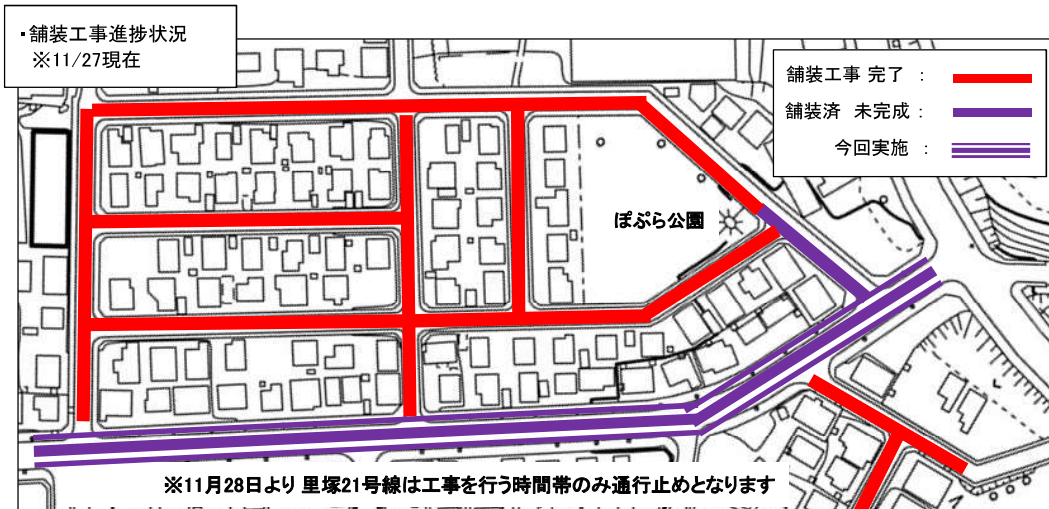 ・舗装工事進捗状況
※11/27現在
舗装工事 完了 ：
舗装済 未完成：
今回実施 ：
ぽぷら公園
※11月28日より 里塚21号線は工事を行う時間帯のみ通行止めとなります